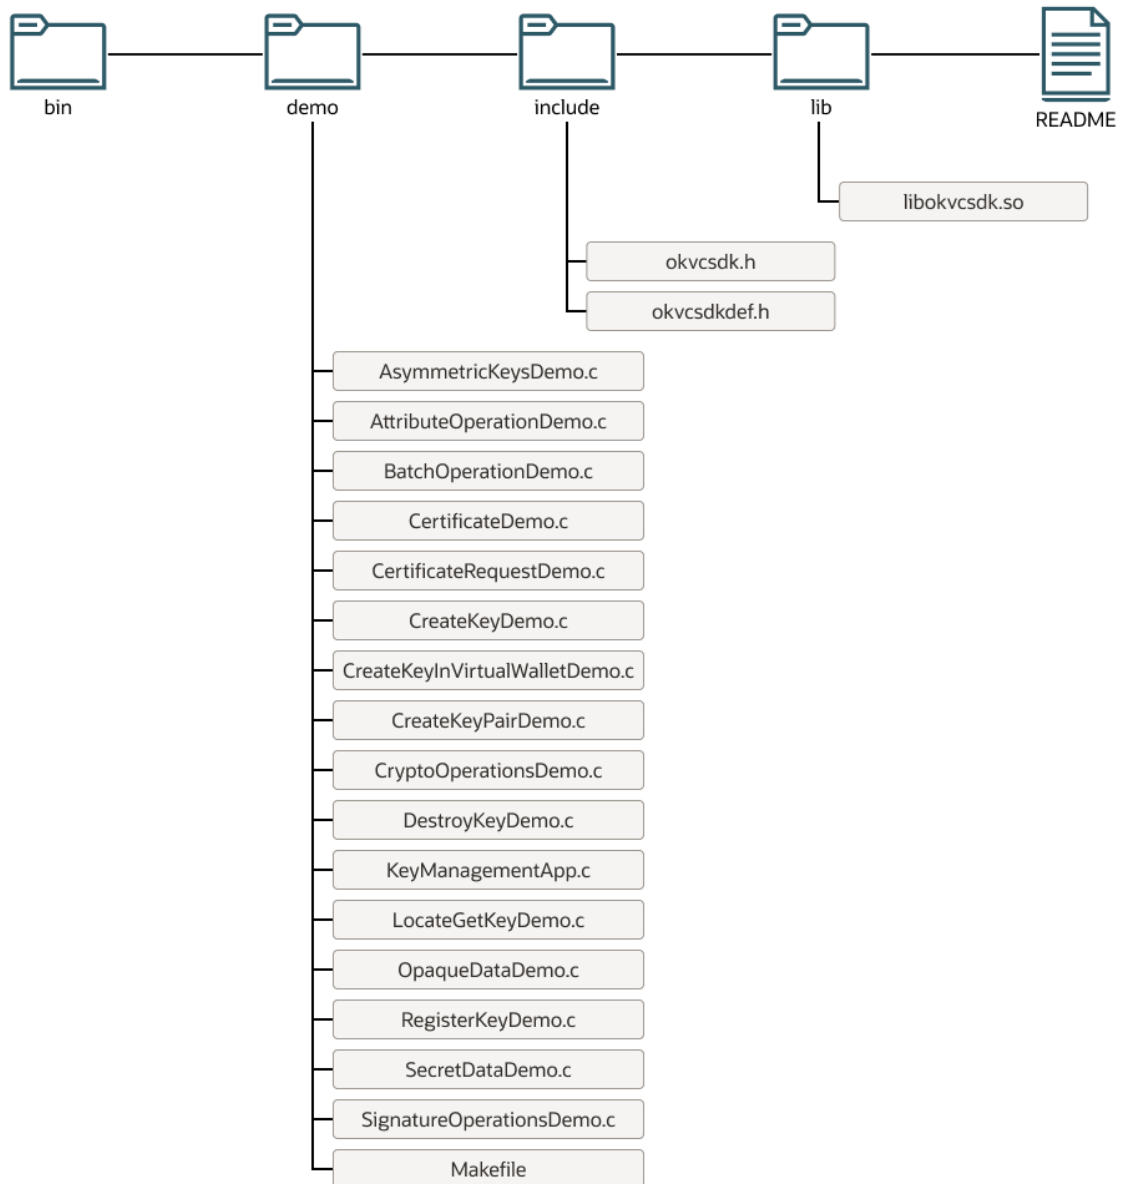 bin
demo
include
lib
README
libokvcsdk.so
okvcsdk.h
okvcsdkdef.h
AsymmetricKeysDemo.c
AttributeOperationDemo.c
BatchOperationDemo.c
CertificateDemo.c
CertificateRequestDemo.c
CreateKeyDemo.c
CreateKeyInVirtualWalletDemo.c
CreateKeyPairDemo.c
CryptoOperationsDemo.c
DestroyKeyDemo.c
KeyManagementApp.c
LocateGetKeyDemo.c
OpaqueDataDemo.c
RegisterKeyDemo.c
SecretDataDemo.c
SignatureOperationsDemo.c
Makefile